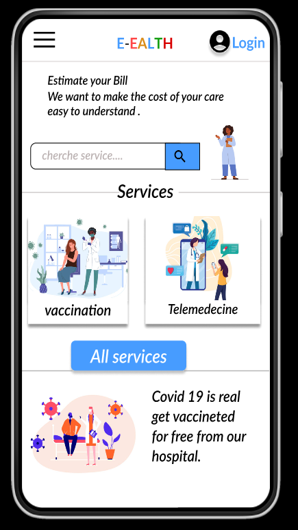 E-EALTH
Login
Estimate your Bill
We want to make the cost of your care
easy to understand .
cherche service....
Services
vaccination
Telemedecine
All services
Covid 19 is real
get vaccineted
for free from our
hospital.